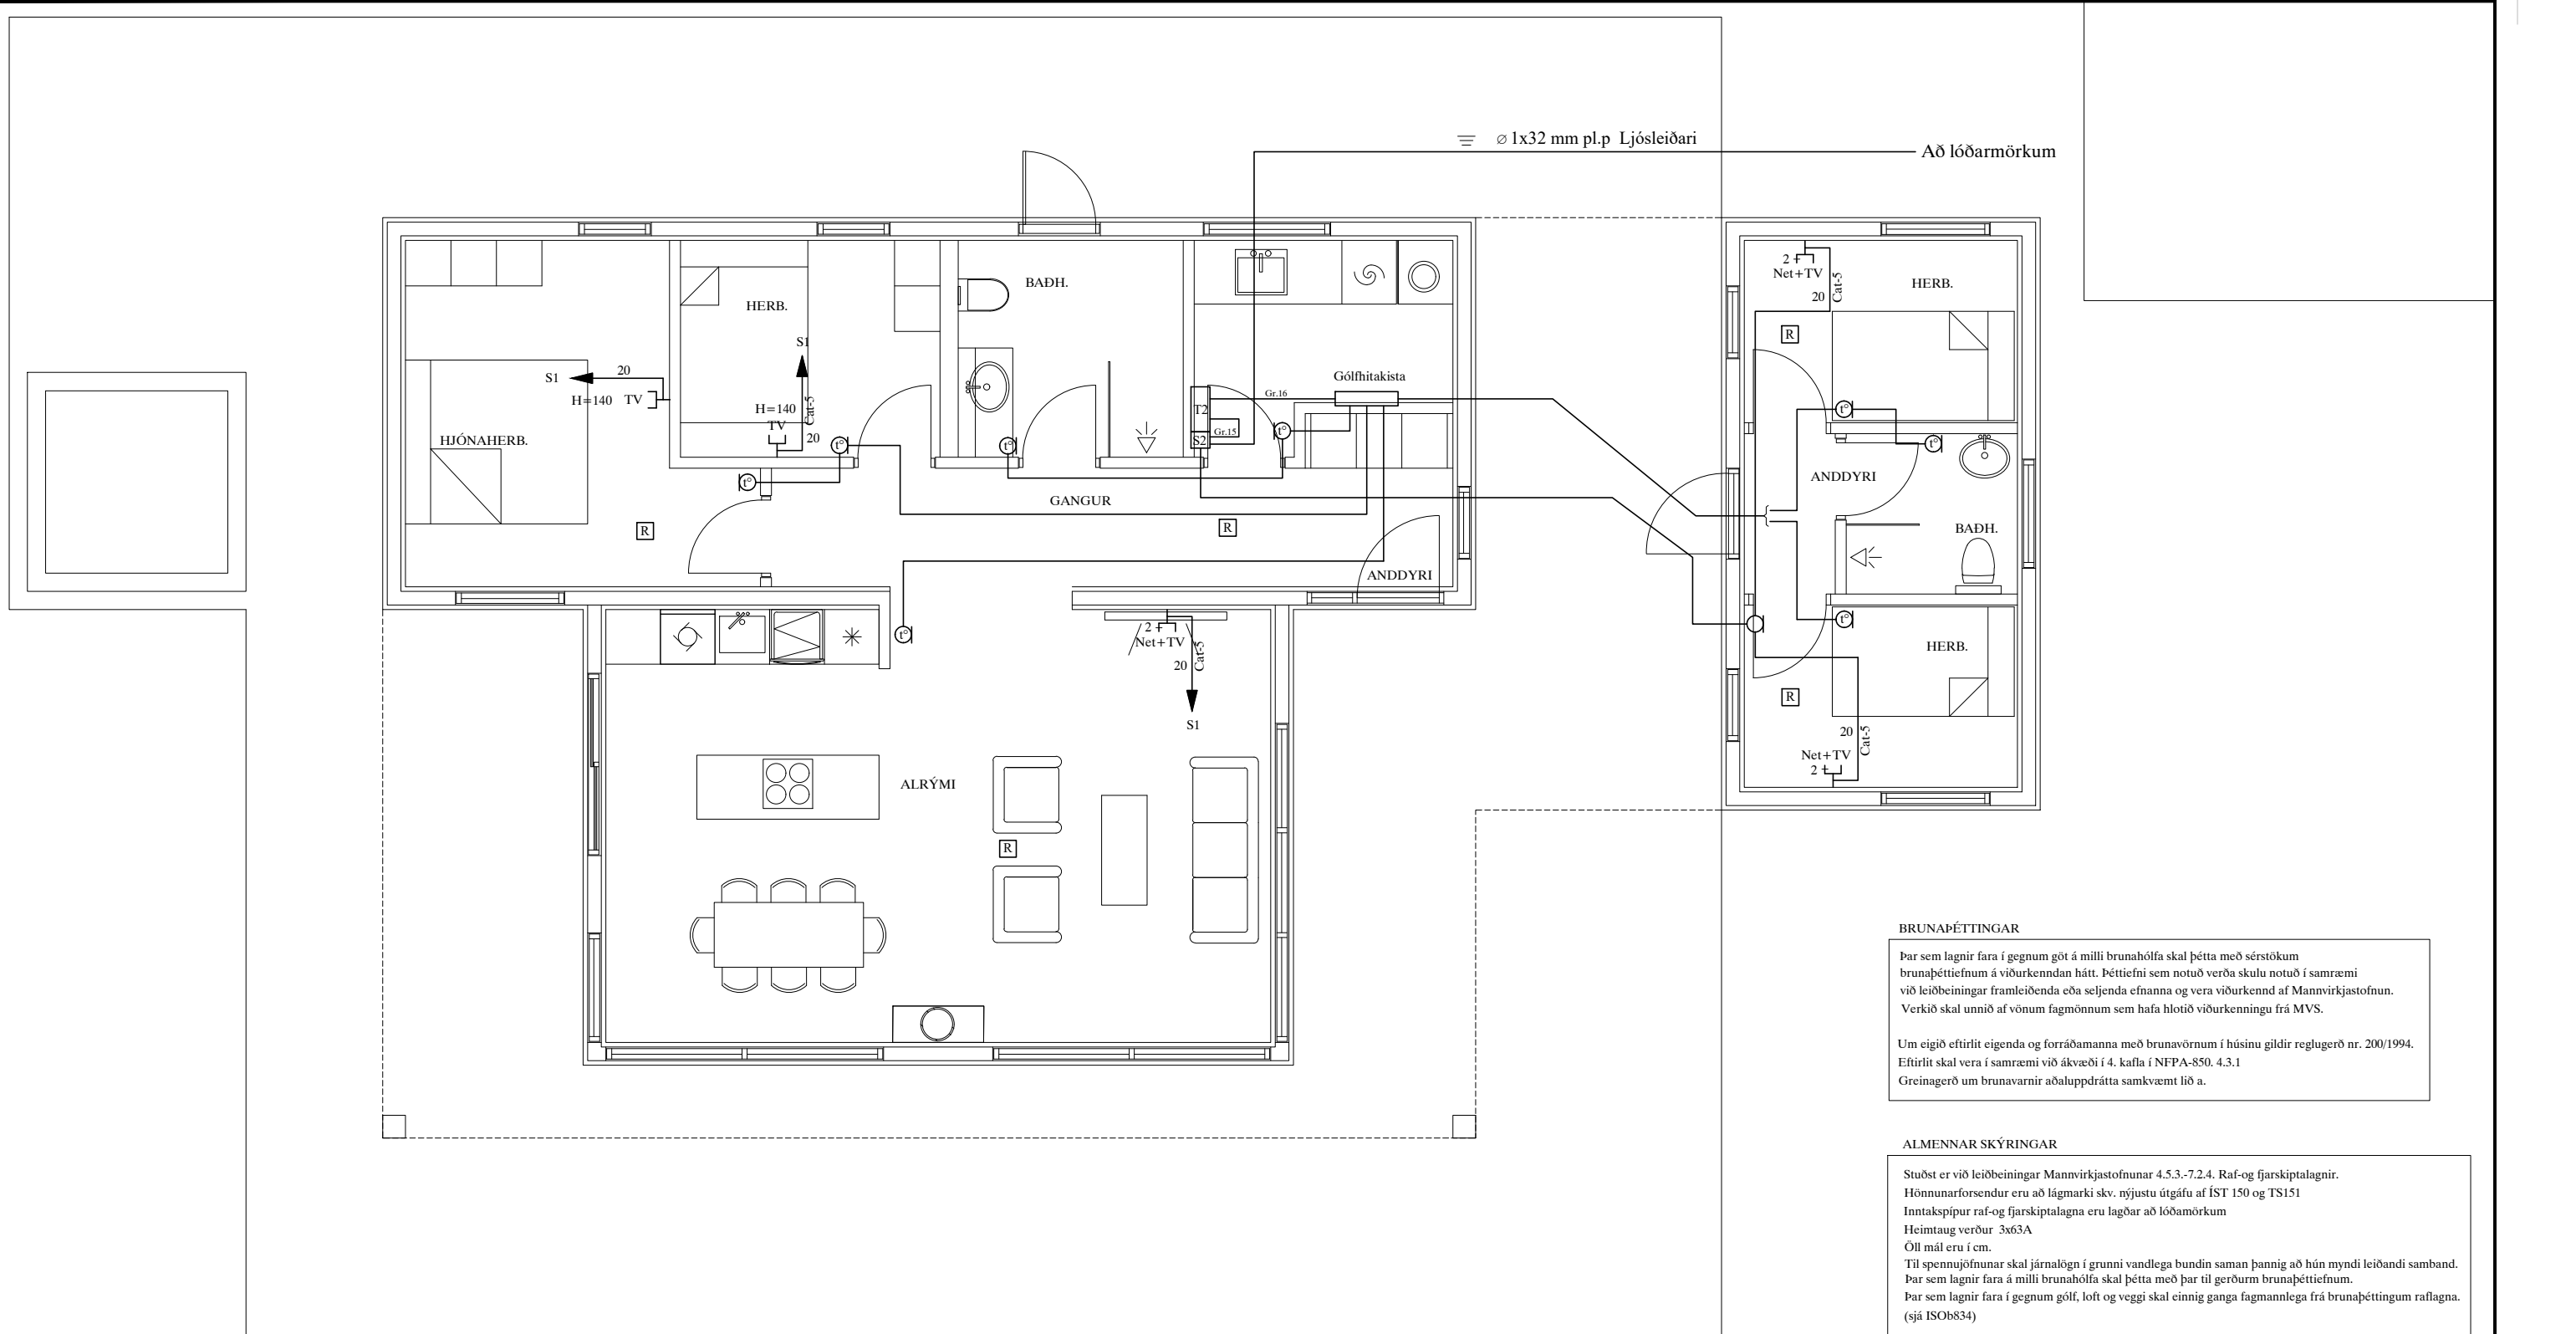 ⌀ 1x32 mm pl.p Ljósleiðari
Að lóðarmörkum
HERB.
S1
H=140
TV
Cat-5
20
BAÐH.
S1
20
H=140 TV
HJÓNAHERB.
R
Gólfhitakista
T2
Gr.16
Gr.15
S2
t°
t°
t°
t°
GANGUR
R
ANDDYRI
t°
2 +
Net+TV
20
Cat-5
S1
ALRÝMI
R
2 +
Net+TV
20
Cat-5
HERB.
R
t°
t°
ANDDYRI
BAÐH.
t°
HERB.
R
20
Cat-5
Net+TV
2 +
BRUNAÞÉTTINGAR
Þar sem lagnir fara í gegnum göt á milli brunahólfa skal þétta með sérstökum
brunaþéttiefnum á viðurkenndan hátt. Þéttiefni sem notuð verða skulu notuð í samræmi
við leiðbeiningar framleiðenda eða seljenda efnanna og vera viðurkennd af Mannvirkjastofnun.
Verkið skal unnið af vönum fagmönnum sem hafa hlotið viðurkenningu frá MVS.
Um eigið eftirlit eigenda og forráðamanna með brunavörnum í húsinu gildir reglugerð nr. 200/1994.
Eftirlit skal vera í samræmi við ákvæði í 4. kafla í NFPA-850. 4.3.1
Greinagerð um brunavarnir aðaluppdrátta samkvæmt lið a.
ALMENNAR SKÝRINGAR
Stuðst er við leiðbeiningar Mannvirkjastofnunar 4.5.3.-7.2.4. Raf-og fjarskiptalagnir.
Hönnunarforsendur eru að lágmarki skv. nýjustu útgáfu af ÍST 150 og TS151
Inntakspípur raf-og fjarskiptalagna eru lagðar að lóðamörkum
Heimtaug verður 3x63A
Öll mál eru í cm.
Til spennujöfnunar skal járnalögn í grunni vandlega bundin saman þannig að hún myndi leiðandi samband.
Þar sem lagnir fara á milli brunahólfa skal þétta með þar til gerðurm brunaþéttiefnum.
Þar sem lagnir fara í gegnum gólf, loft og veggi skal einnig ganga fagmannlega frá brunaþéttingum raflagna.
(sjá ISOb834)